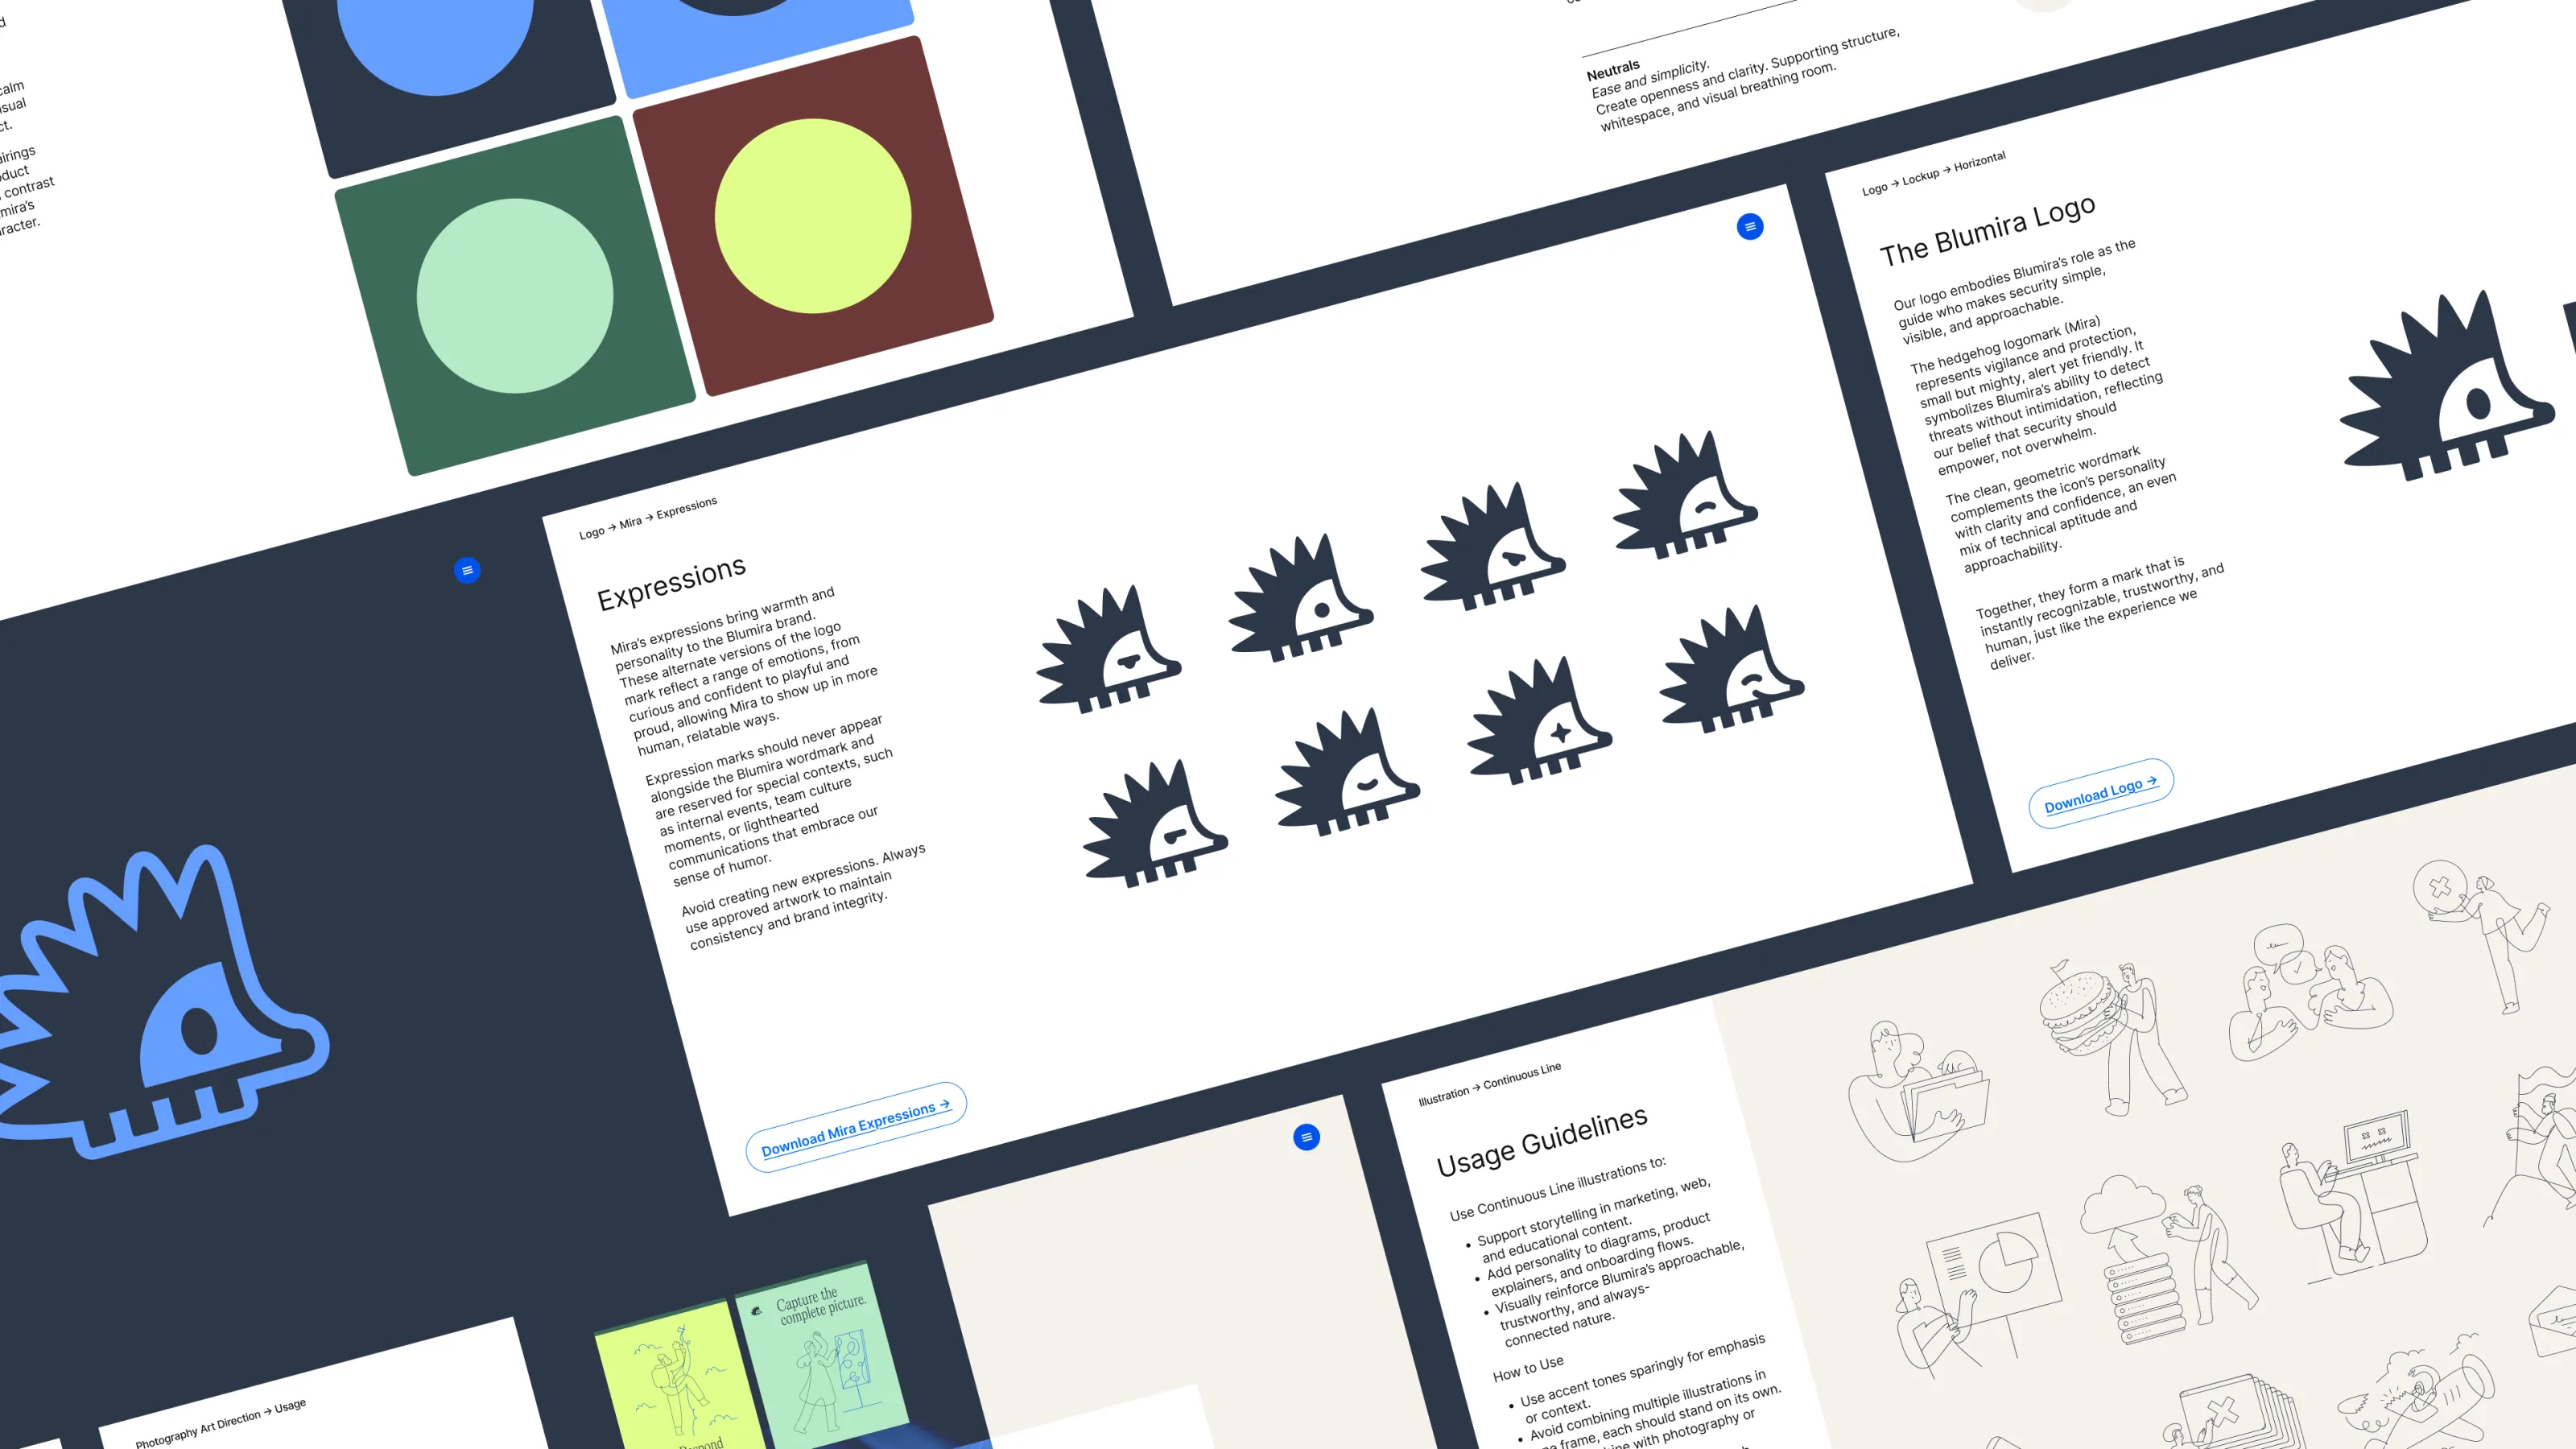 calm
contrast
Neutrals
Ease and simplicity.
Create openness and clarity. Supporting structure,
whitespace, and visual breathing room.
Logo → Lockup → Horizontal
The Blumira Logo
Our logo embodies Blumira's role as the
guide who makes security simple,
visible, and approachable.
The hedgehog logomark (Mira)
represents vigilance and protection,
small but mighty, alert yet friendly. It
symbolizes Blumira's ability to detect
threats without intimidation, reflecting
our belief that security should
empower, not overwhelm.
The clean, geometric wordmark
complements the icon's personality
with clarity and confidence, an even
mix of technical aptitude and
approachability.
Together, they form a mark that is
instantly recognizable, trustworthy, and
human, just like the experience we
deliver.
Download Logo →
Logo → Mira → Expressions
Expressions
Mira's expressions bring warmth and
personality to the Blumira brand.
These alternate versions of the logo
mark reflect a range of emotions, from
curious and confident to playful and
proud, allowing Mira to show up in more
human, relatable ways.
Expression marks should never appear
alongside the Blumira wordmark and
are reserved for special contexts, such
as internal events, team culture
moments, or lighthearted
communications that embrace our
sense of humor.
Avoid creating new expressions. Always
use approved artwork to maintain
consistency and brand integrity.
Download Mira Expressions →
Illustration → Continuous Line
Usage Guidelines
Use Continuous Line illustrations to:
• Support storytelling in marketing, web,
and educational content.
• Add personality to diagrams, product
explainers, and onboarding flows.
• Visually reinforce Blumira's approachable,
trustworthy, and always-
connected nature.
How to Use
• Use accent tones sparingly for emphasis
or context.
• Avoid combining multiple illustrations in
frame, each should stand on its own.
with photography or
Capture the
complete picture.
Photography Art Direction → Usage